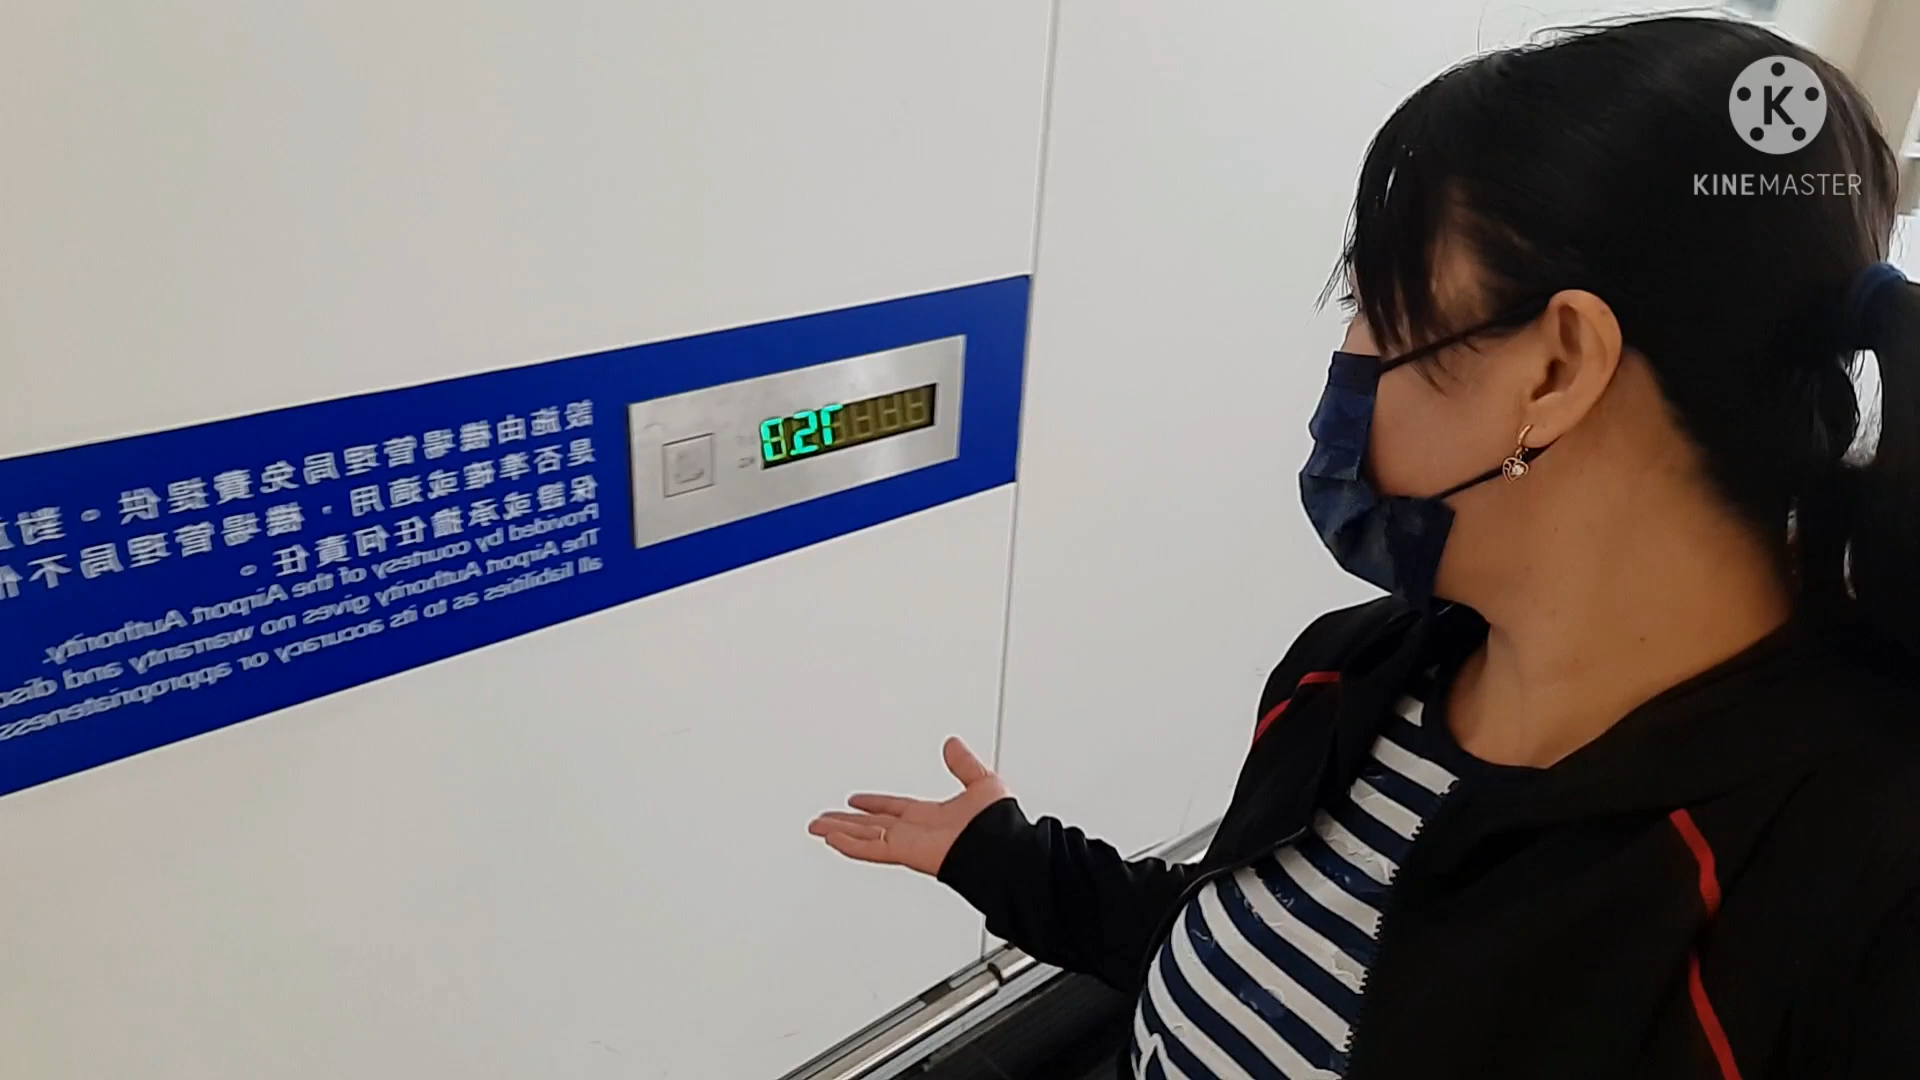 設施由機場管理局免費提供。對
是否準確或適用,機場管理局不
保證或承擔任何責任。
Provided by courtesy of the Airport Authority.
The Airport Authority gives no warranty and
all liabilities as to its accuracy or appropriateness
KINEMASTER